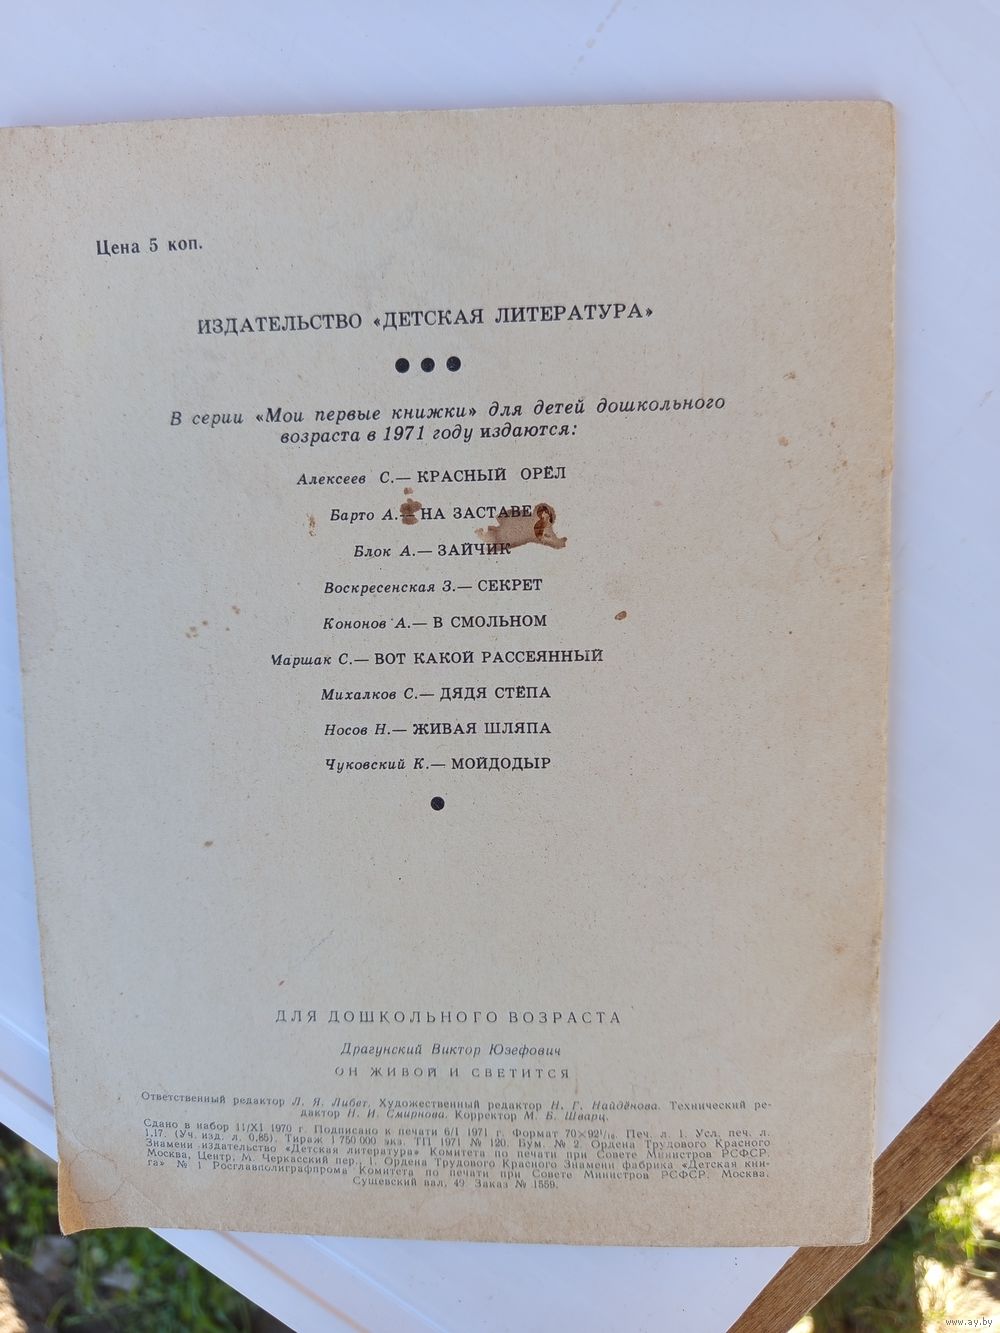 Цена 5 коп.
ИЗДАТЕЛЬСТВО «ДЕТСКАЯ ЛИТЕРАТУРА»
В серии «Мои первые книжки» для детей дошкольного
возраста в 1971 году издаются:
Алексеев С.— КРАСНЫЙ ОРЁЛ
Барто А.— НА ЗАСТАВЕ
Блок А.— ЗАЙЧИК
Воскресенская З.— СЕКРЕТ
Кононов А.— В СМОЛЬНОМ
Маршак С.— ВОТ КАКОЙ РАССЕЯННЫЙ
Михалков С.— ДЯДЯ СТЁПА
Носов Н.— ЖИВАЯ ШЛЯПА
Чуковский К.— МОЙДОДЫР
ДЛЯ ДОШКОЛЬНОГО ВОЗРАСТА
Драгунский Виктор Юзефович
ОН ЖИВОЙ И СВЕТИТСЯ
Ответственный редактор Л. Я. Либет. Художественный редактор Н. Г. Найдёнова. Технический ре-
дактор Н. И. Смирнова. Корректор М. Б. Шварц.
Сдано в набор 11/XI 1970 г. Подписано к печати 6/I 1971 г. Формат 70×92¹/₁₆. Печ. л. 1. Усл. печ. л.
1,17. (Уч. изд. л. 0,85). Тираж 1 750 000 экз. ТП 1971 № 120. Бум. № 2. Ордена Трудового Красного
Знамени издательство «Детская литература» Комитета по печати при Совете Министров РСФСР.
Москва, Центр, М. Черкасский пер., 1. Ордена Трудового Красного Знамени фабрика «Детская кни-
га» № 1 Росглавполиграфпрома Комитета по печати при Совете Министров РСФСР. Москва.
Сущевский вал, 49. Заказ № 1559.
www.ay.by